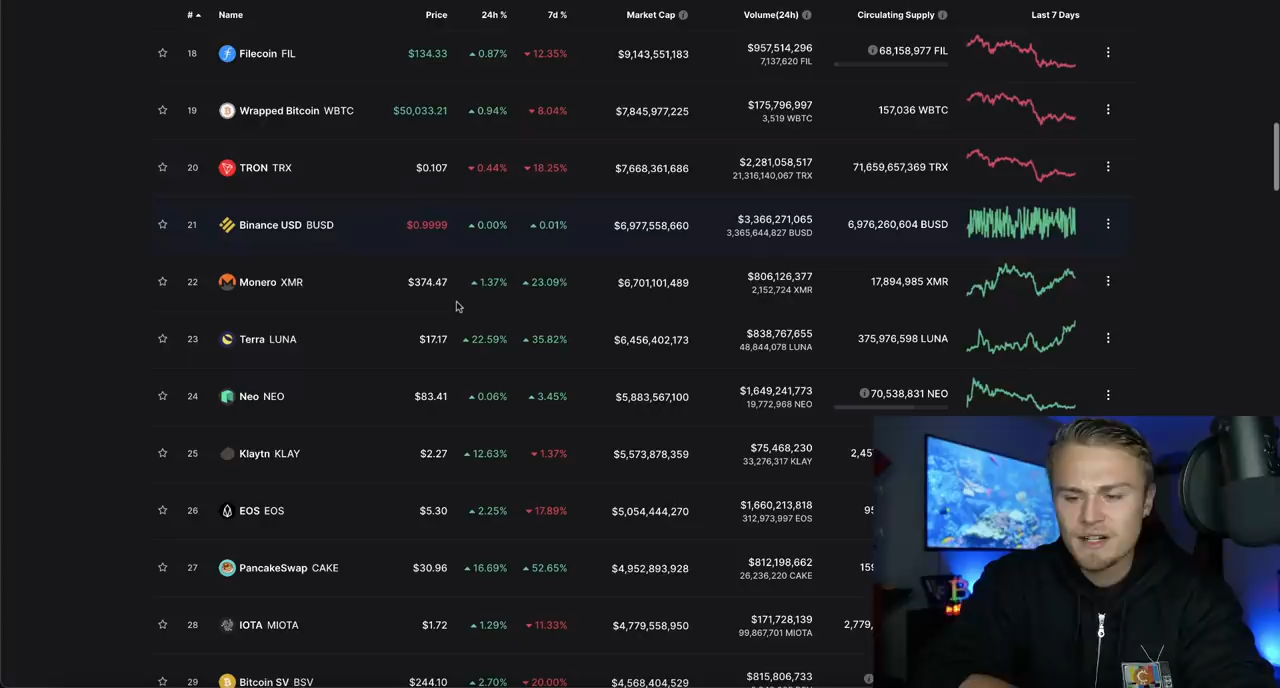 # Name Price 24h % 7d % Market Cap Volume(24h) Circulating Supply Last 7 Days
18 Filecoin FIL $134.33 0.87% 12.35% $9,143,551,183 $957,514,296 68,158,977 FIL
7,137,620 FIL
19 Wrapped Bitcoin WBTC $50,033.21 0.94% 8.04% $7,845,977,225 $175,796,997 157,036 WBTC
3,519 WBTC
20 TRON TRX $0.107 0.44% 18.25% $7,668,361,686 $2,281,058,517 71,659,657,369 TRX
21,316,140,067 TRX
21 Binance USD BUSD $0.9999 0.00% 0.01% $6,977,558,660 $3,366,271,065 6,976,260,604 BUSD
3,365,644,827 BUSD
22 Monero XMR $374.47 1.37% 23.09% $6,701,101,489 $806,126,377 17,894,985 XMR
2,152,724 XMR
23 Terra LUNA $17.17 22.59% 35.82% $6,456,402,173 $838,767,655 375,976,598 LUNA
48,844,078 LUNA
24 Neo NEO $83.41 0.06% 3.45% $5,883,567,100 $1,649,241,773 70,538,831 NEO
19,772,968 NEO
25 Klaytn KLAY $2.27 12.63% 1.37% $5,573,878,359 $75,468,230 2,45
33,276,317 KLAY
26 EOS EOS $5.30 2.25% 17.89% $5,054,444,270 $1,660,213,818 95
312,973,997 EOS
27 PancakeSwap CAKE $30.96 16.69% 52.65% $4,952,893,928 $812,198,662 159
26,236,220 CAKE
28 IOTA MIOTA $1.72 1.29% 11.33% $4,779,558,950 $171,728,139 2,779,
99,867,701 MIOTA
29 Bitcoin SV BSV $244.10 2.70% 20.00% $4,568,404,529 $815,806,733